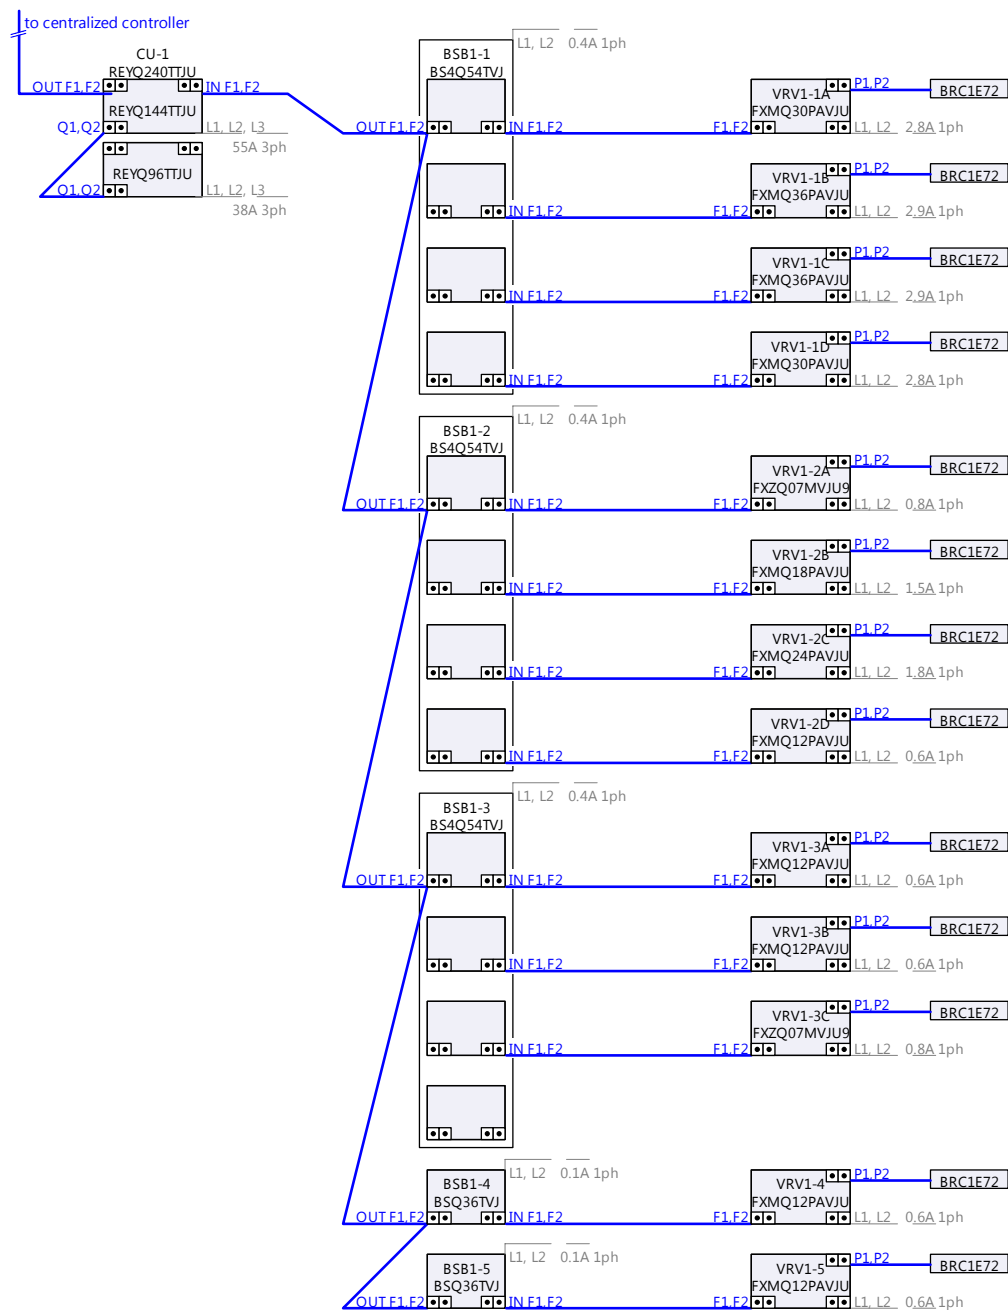 to centralized controller
CU-1
REYQ240TTJU
OUT F1,F2
IN F1,F2
REYQ144TTJU
Q1,Q2
L1, L2, L3
55A 3ph
REYQ96TTJU
Q1,Q2
L1, L2, L3
38A 3ph
BSB1-1
BS4Q54TVJ
L1, L2 0.4A 1ph
OUT F1,F2
IN F1,F2
F1,F2
VRV1-1A
FXMQ30PAVJU
P1,P2
BRC1E72
L1, L2 2.8A 1ph
IN F1,F2
F1,F2
VRV1-1B
FXMQ36PAVJU
P1,P2
BRC1E72
L1, L2 2.9A 1ph
IN F1,F2
F1,F2
VRV1-1C
FXMQ36PAVJU
P1,P2
BRC1E72
L1, L2 2.9A 1ph
IN F1,F2
F1,F2
VRV1-1D
FXMQ30PAVJU
P1,P2
BRC1E72
L1, L2 2.8A 1ph
BSB1-2
BS4Q54TVJ
L1, L2 0.4A 1ph
OUT F1,F2
IN F1,F2
F1,F2
VRV1-2A
FXZQ07MVJU9
P1,P2
BRC1E72
L1, L2 0.8A 1ph
IN F1,F2
F1,F2
VRV1-2B
FXMQ18PAVJU
P1,P2
BRC1E72
L1, L2 1.5A 1ph
IN F1,F2
F1,F2
VRV1-2C
FXMQ24PAVJU
P1,P2
BRC1E72
L1, L2 1.8A 1ph
IN F1,F2
F1,F2
VRV1-2D
FXMQ12PAVJU
P1,P2
BRC1E72
L1, L2 0.6A 1ph
BSB1-3
BS4Q54TVJ
L1, L2 0.4A 1ph
OUT F1,F2
IN F1,F2
F1,F2
VRV1-3A
FXMQ12PAVJU
P1,P2
BRC1E72
L1, L2 0.6A 1ph
IN F1,F2
F1,F2
VRV1-3B
FXMQ12PAVJU
P1,P2
BRC1E72
L1, L2 0.6A 1ph
IN F1,F2
F1,F2
VRV1-3C
FXZQ07MVJU9
P1,P2
BRC1E72
L1, L2 0.8A 1ph
BSB1-4
BSQ36TVJ
L1, L2 0.1A 1ph
OUT F1,F2
IN F1,F2
F1,F2
VRV1-4
FXMQ12PAVJU
P1,P2
BRC1E72
L1, L2 0.6A 1ph
BSB1-5
BSQ36TVJ
L1, L2 0.1A 1ph
OUT F1,F2
IN F1,F2
F1,F2
VRV1-5
FXMQ12PAVJU
P1,P2
BRC1E72
L1, L2 0.6A 1ph